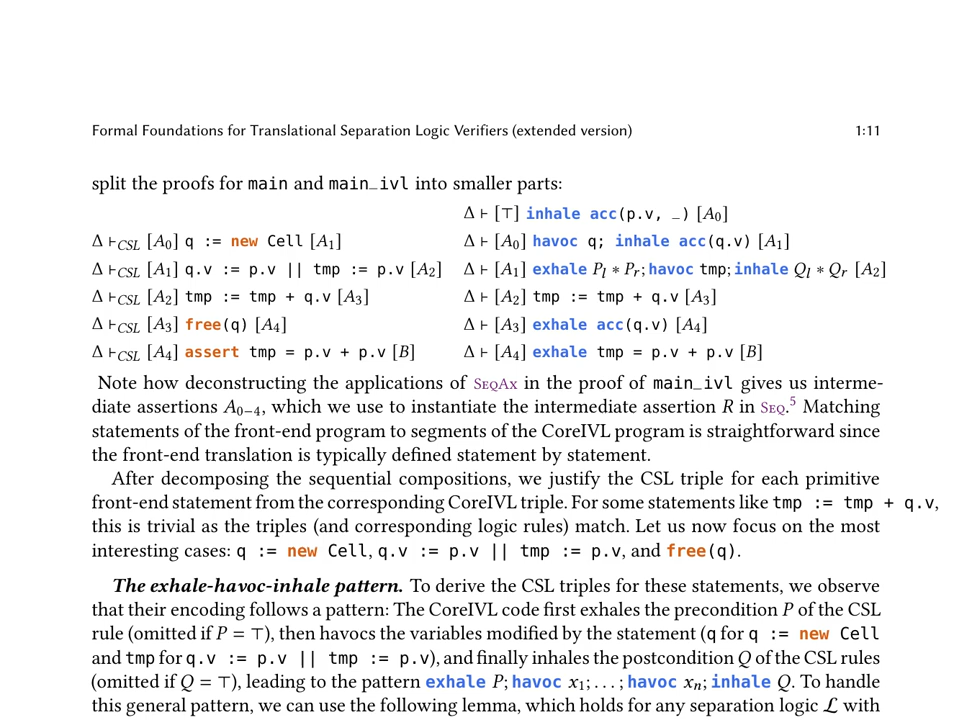 Formal Foundations for Translational Separation Logic Verifiers (extended version) 1:11
split the proofs for main and main_ivl into smaller parts:
Δ ⊢ [⊤] inhale acc(p.v, _) [A₀]
Δ ⊢CSL [A₀] q := new Cell [A₁] Δ ⊢ [A₀] havoc q; inhale acc(q.v) [A₁]
Δ ⊢CSL [A₁] q.v := p.v || tmp := p.v [A₂] Δ ⊢ [A₁] exhale Pₗ * Pᵣ; havoc tmp; inhale Qₗ * Qᵣ [A₂]
Δ ⊢CSL [A₂] tmp := tmp + q.v [A₃] Δ ⊢ [A₂] tmp := tmp + q.v [A₃]
Δ ⊢CSL [A₃] free(q) [A₄] Δ ⊢ [A₃] exhale acc(q.v) [A₄]
Δ ⊢CSL [A₄] assert tmp = p.v + p.v [B] Δ ⊢ [A₄] exhale tmp = p.v + p.v [B]
Note how deconstructing the applications of SeqAx in the proof of main_ivl gives us interme-
diate assertions A₀₋₄, which we use to instantiate the intermediate assertion R in Seq.⁵ Matching
statements of the front-end program to segments of the CoreIVL program is straightforward since
the front-end translation is typically defined statement by statement.
After decomposing the sequential compositions, we justify the CSL triple for each primitive
front-end statement from the corresponding CoreIVL triple. For some statements like tmp := tmp + q.v,
this is trivial as the triples (and corresponding logic rules) match. Let us now focus on the most
interesting cases: q := new Cell, q.v := p.v || tmp := p.v, and free(q).
The exhale-havoc-inhale pattern. To derive the CSL triples for these statements, we observe
that their encoding follows a pattern: The CoreIVL code first exhales the precondition P of the CSL
rule (omitted if P = ⊤), then havocs the variables modified by the statement (q for q := new Cell
and tmp for q.v := p.v || tmp := p.v), and finally inhales the postcondition Q of the CSL rules
(omitted if Q = ⊤), leading to the pattern exhale P; havoc x₁; . . . ; havoc xₙ; inhale Q. To handle
this general pattern, we can use the following lemma, which holds for any separation logic ℒ with